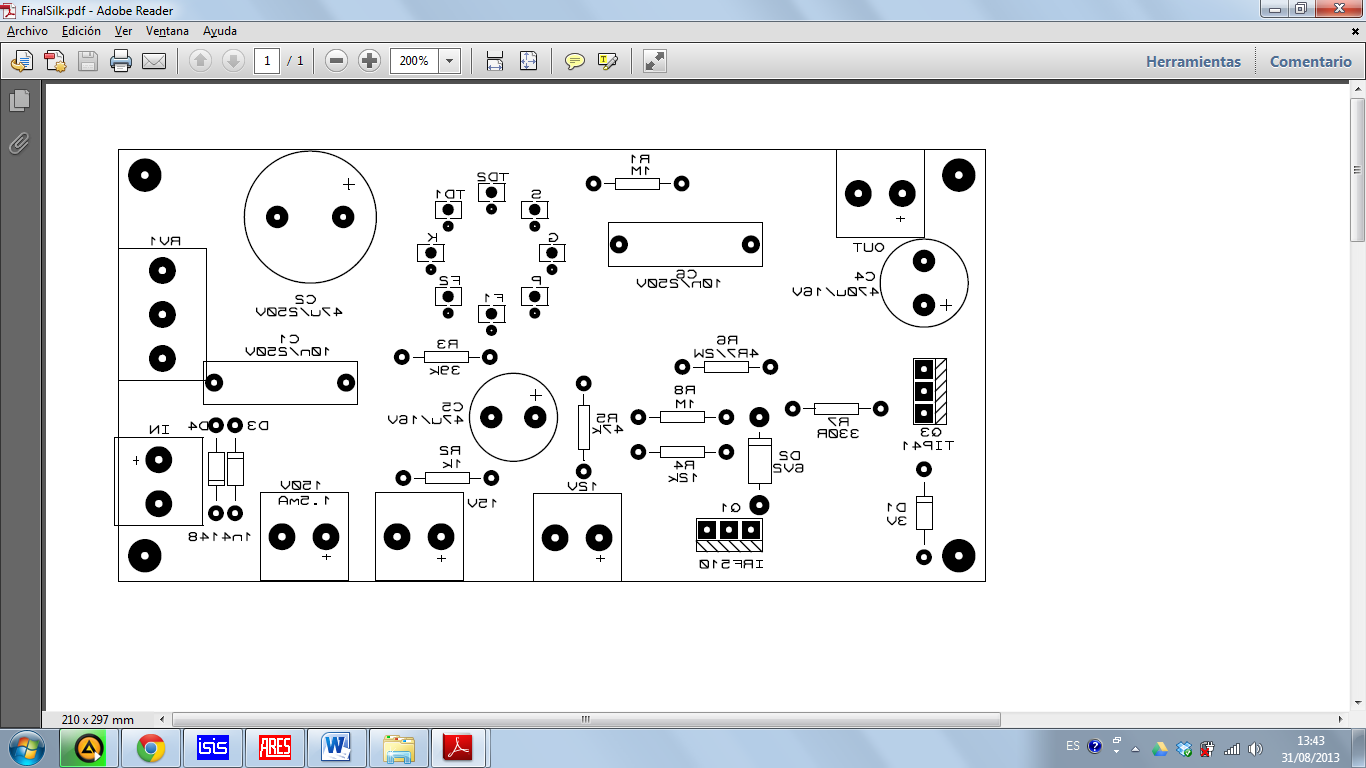 FinalSilk.pdf - Adobe Reader
Archivo Edición Ver Ventana Ayuda
1 / 1 200% Herramientas Comentario
R1
1M
TD2
TD1
S
K
G
F2
P
F1
RV1
+
+
OUT
C2
47u/250V
C6
10n/250V
C4
470u/16V
+
C1
10n/250V
R3
39k
R6
4R7/2W
C5
47u/16V
+
R5
47k
R8
1M
R7
330R
Q3
TIP41
IN
+
D4
D3
R2
1k
R4
12k
D2
6V2
150V
1.5mA
12V
12V
Q1
D1
3V
1n4148
+
+
+
IRF510
210 x 297 mm
isis
ARES
ES
13:43
31/08/2013